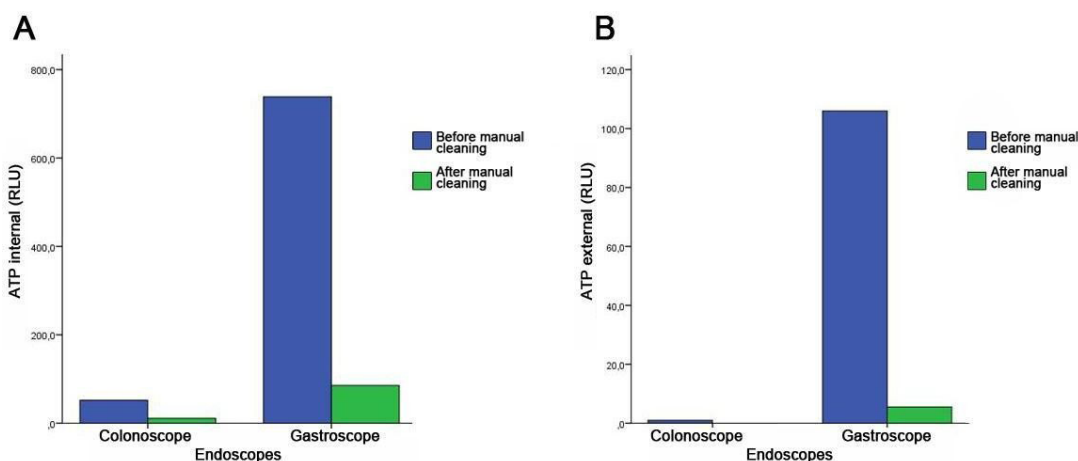 A
ATP internal (RLU)
800,0
600,0
400,0
200,0
,0
Colonoscope
Gastroscope
Endoscopes
Before manual
cleaning
After manual
cleaning
B
ATP external (RLU)
120,0
100,0
80,0
60,0
40,0
20,0
,0
Colonoscope
Gastroscope
Endoscopes
Before manual
cleaning
After manual
cleaning